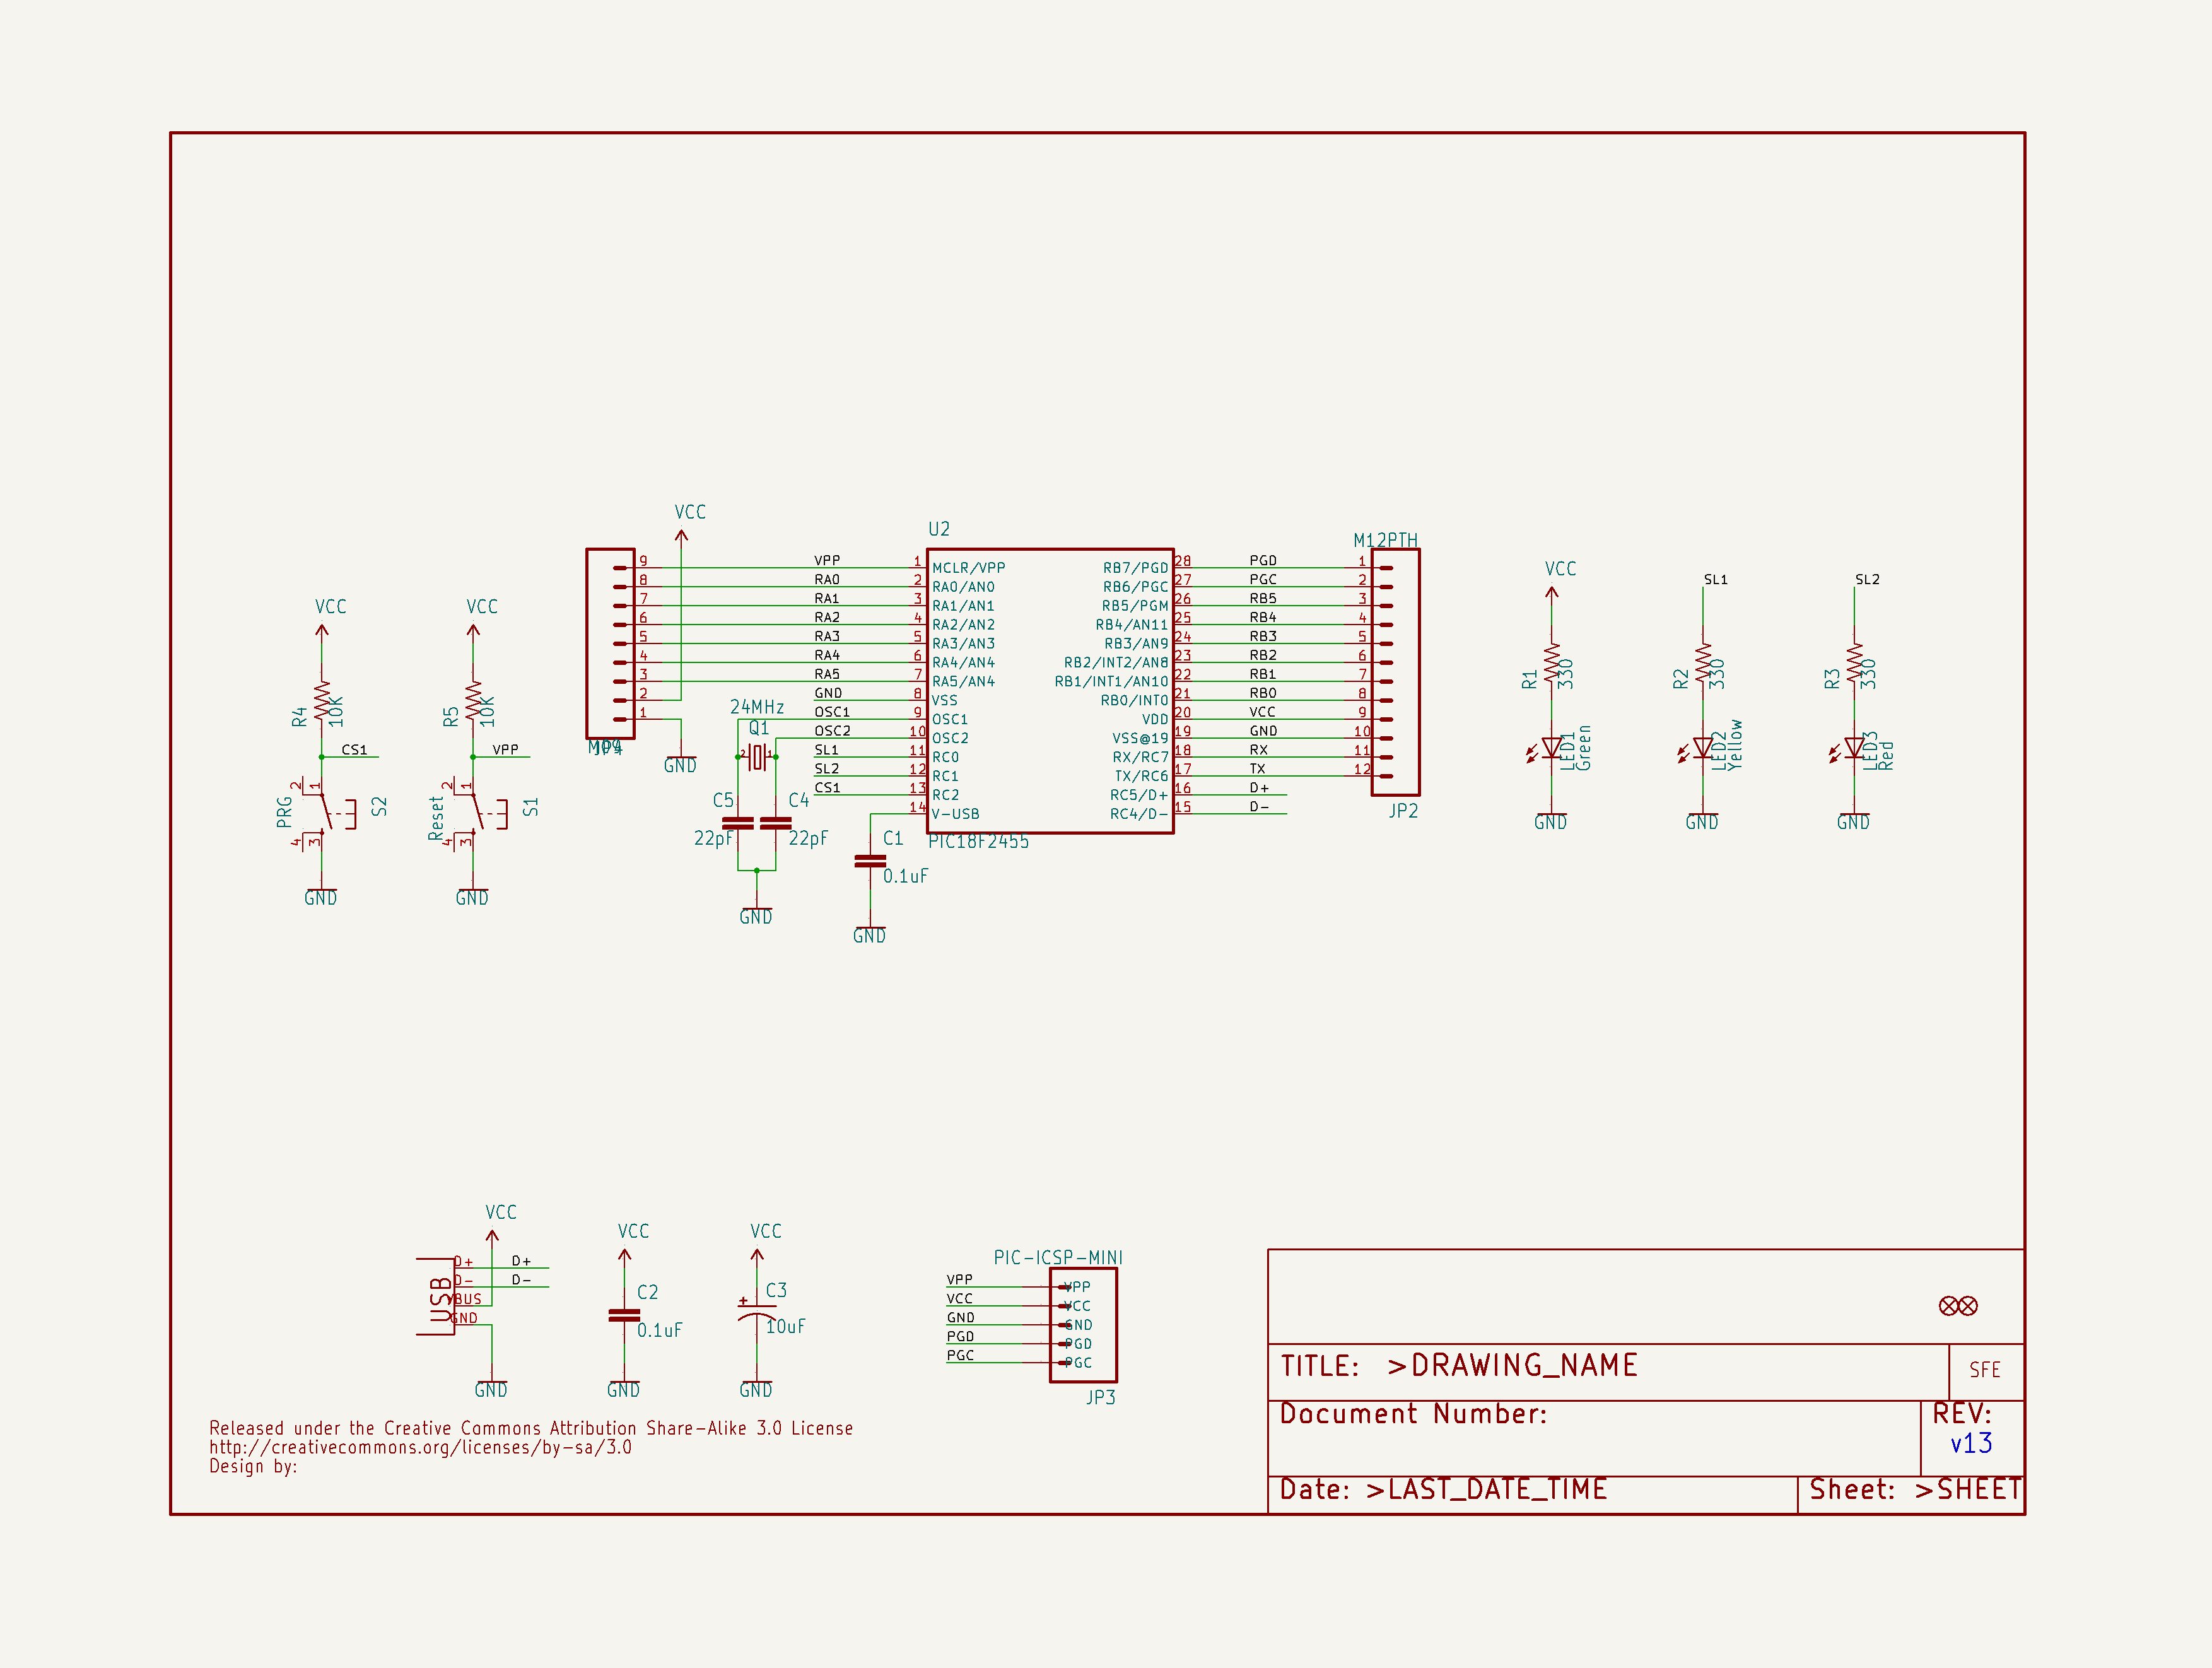 VCC
R4
10K
CS1
PRG
2
1
4
3
S2
GND
VCC
R5
10K
VPP
Reset
2
1
4
3
S1
GND
VCC
9
8
7
6
5
4
3
2
1
GND
VPP
RA0
RA1
RA2
RA3
RA4
RA5
GND
OSC1
OSC2
SL1
SL2
CS1
24MHz
Q1
2
1
C5
22pF
C4
22pF
GND
C1
0.1uF
GND
U2
1 MCLR/VPP
2 RA0/AN0
3 RA1/AN1
4 RA2/AN2
5 RA3/AN3
6 RA4/AN4
7 RA5/AN4
8 VSS
9 OSC1
10 OSC2
11 RC0
12 RC1
13 RC2
14 V-USB
RB7/PGD 28
RB6/PGC 27
RB5/PGM 26
RB4/AN11 25
RB3/AN9 24
RB2/INT2/AN8 23
RB1/INT1/AN10 22
RB0/INT0 21
VDD 20
VSS@19 19
RX/RC7 18
TX/RC6 17
RC5/D+ 16
RC4/D- 15
PIC18F2455
M12PTH
PGD 1
PGC 2
RB5 3
RB4 4
RB3 5
RB2 6
RB1 7
RB0 8
VCC 9
GND 10
RX 11
TX 12
D+
D-
JP2
VCC
R1
330
LED1
Green
GND
SL1
R2
330
LED2
Yellow
GND
SL2
R3
330
LED3
Red
GND
VCC
USB
D+ D+
D- D-
VBUS
GND
GND
VCC
C2
0.1uF
GND
VCC
C3
10uF
GND
PIC-ICSP-MINI
VPP VPP
VCC VCC
GND GND
PGD PGD
PGC PGC
JP3
Released under the Creative Commons Attribution Share-Alike 3.0 License
http://creativecommons.org/licenses/by-sa/3.0
Design by:
TITLE: >DRAWING_NAME
SFE
Document Number:
REV:
v13
Date: >LAST_DATE_TIME
Sheet: >SHEET